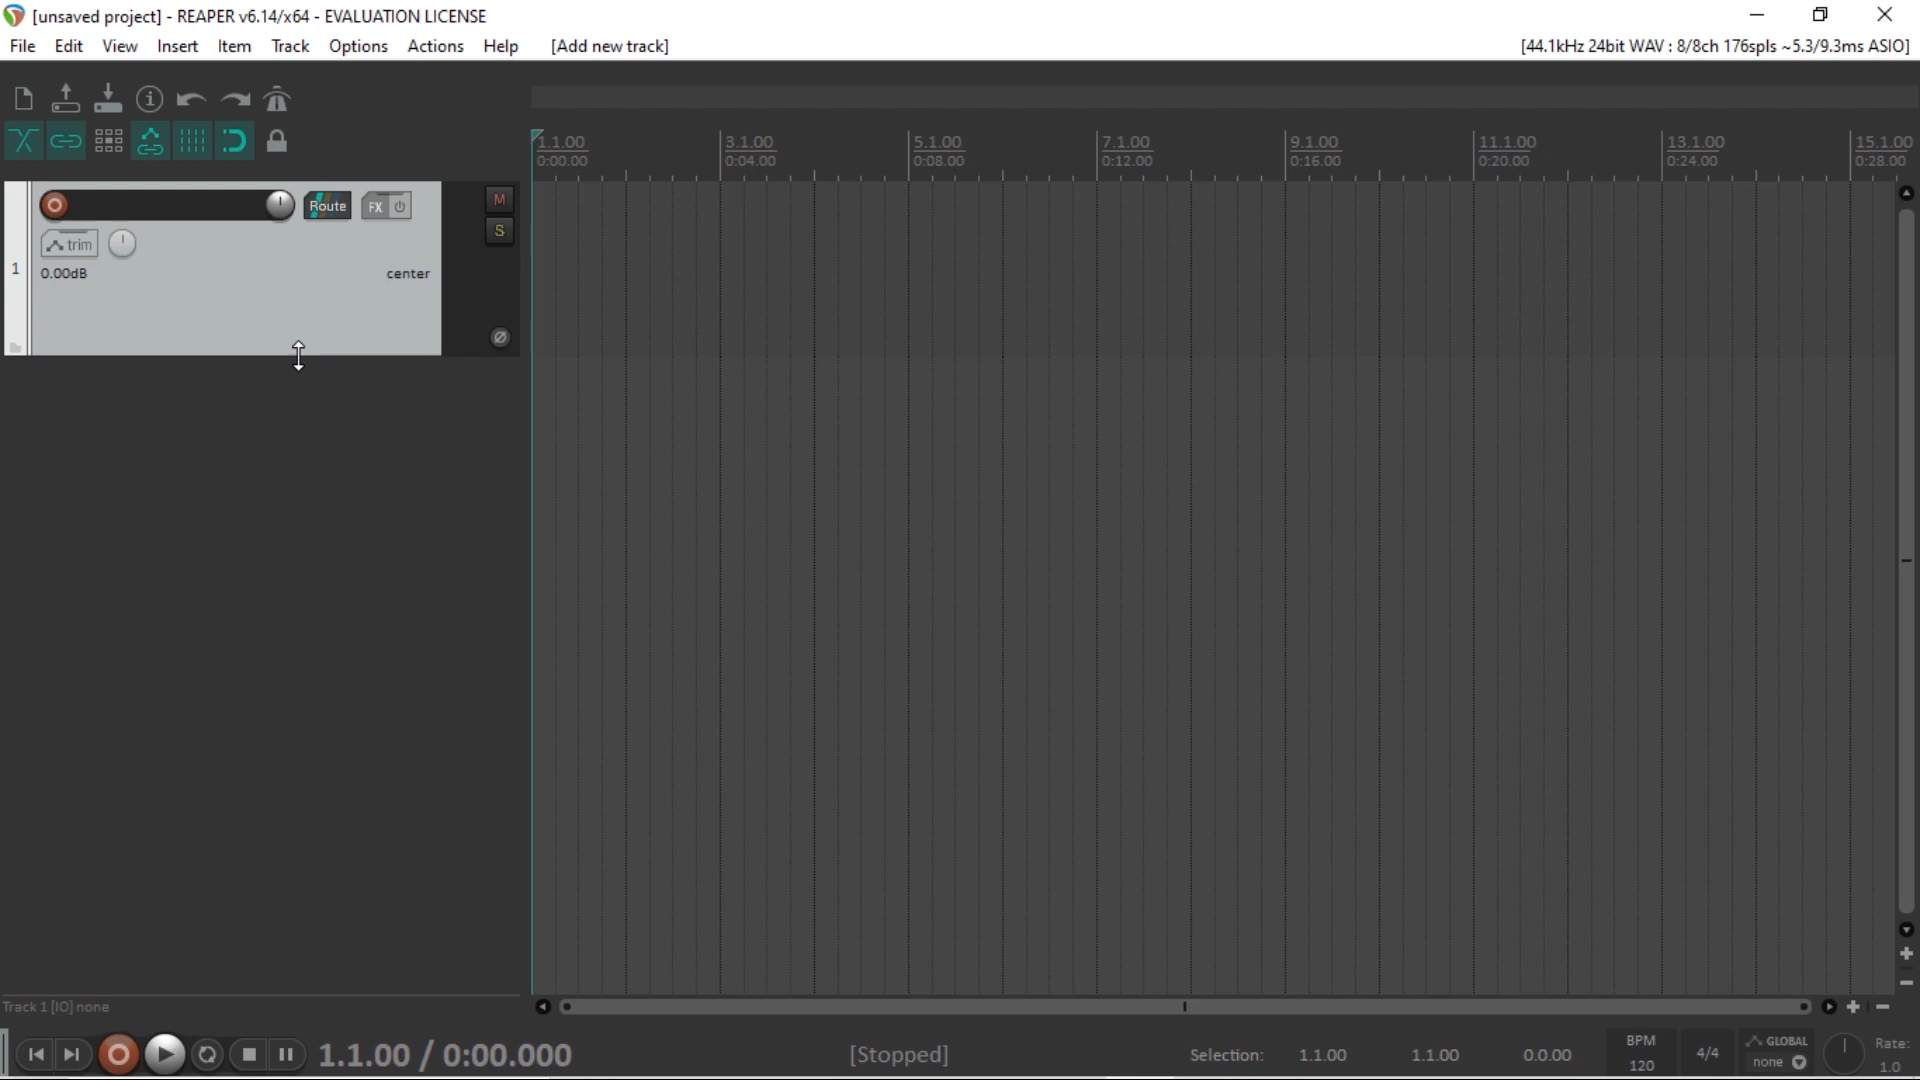 [unsaved project] - REAPER v6.14/x64 - EVALUATION LICENSE
File Edit View Insert Item Track Options Actions Help [Add new track] [44.1kHz 24bit WAV : 8/8ch 176spls ~5.3/9.3ms ASIO]
1.1.00 3.1.00 5.1.00 7.1.00 9.1.00 11.1.00 13.1.00 15.1.00
0:00.00 0:04.00 0:08.00 0:12.00 0:16.00 0:20.00 0:24.00 0:28.00
Route FX M
trim S
1 0.00dB center
Track 1 [IO] none
1.1.00 / 0:00.000 [Stopped] Selection: 1.1.00 1.1.00 0.0.00
BPM
120
4/4
GLOBAL
none
Rate:
1.0